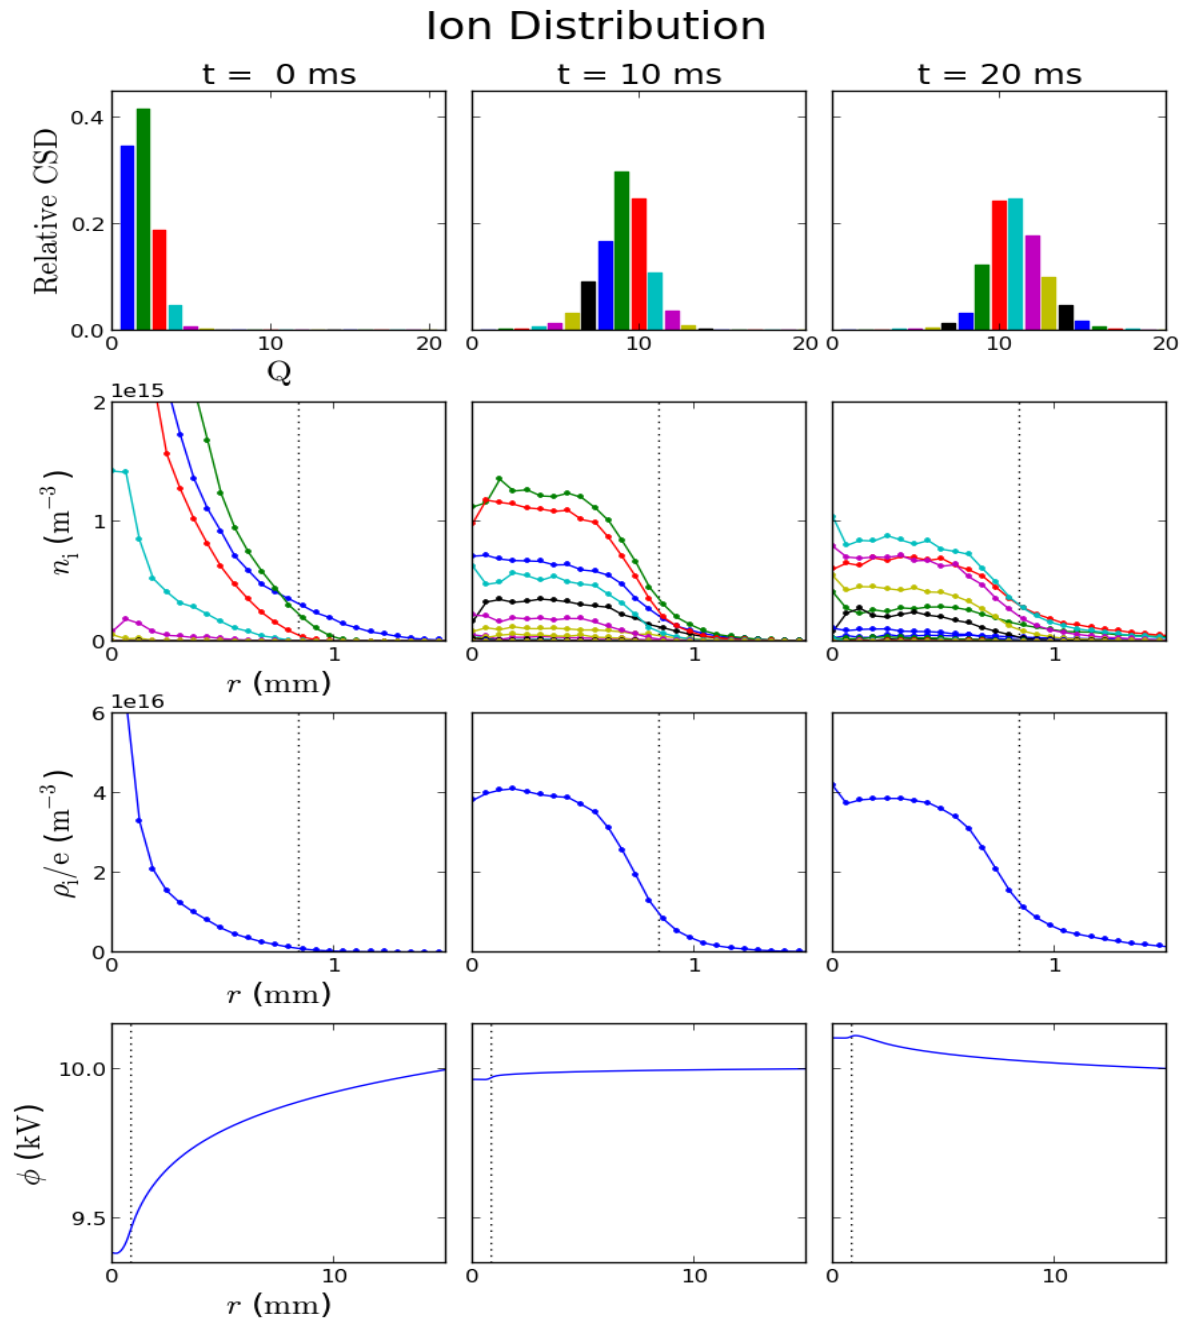 Ion Distribution
t = 0 ms
t = 10 ms
t = 20 ms
Relative CSD
0.4
0.2
0.0
0 10 20
0 10 20
0 10 20
Q
1e15
nᵢ (m⁻³)
2
1
0
0 1
0 1
0 1
r (mm)
1e16
ρᵢ/e (m⁻³)
6
4
2
0
0 1
0 1
0 1
r (mm)
ϕ (kV)
10.0
9.5
0 10
0 10
0 10
r (mm)